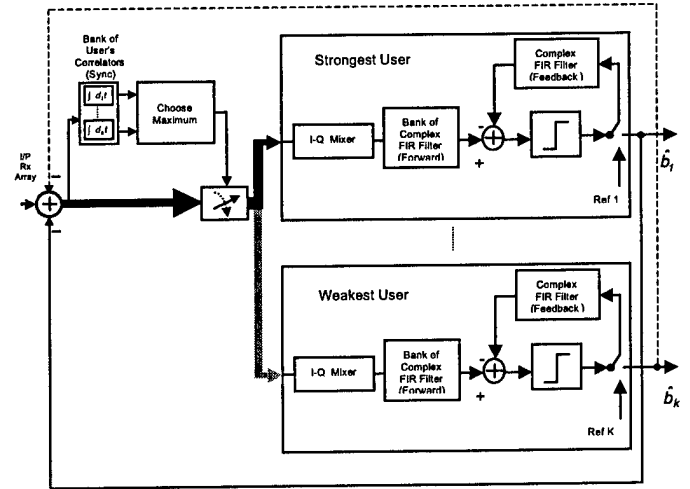 Bank of
User's
Correlators
(Sync)
∫ d₁t
∫ dₖt
Choose
Maximum
I/P
Rx
Array
−
−
Strongest User
I-Q Mixer
Bank of
Complex
FIR Filter
(Forward)
-
+
Complex
FIR Filter
(Feedback)
Ref 1
b̂₁
Weakest User
I-Q Mixer
Bank of
Complex
FIR Filter
(Forward)
-
+
Complex
FIR Filter
(Feedback)
Ref K
b̂ₖ